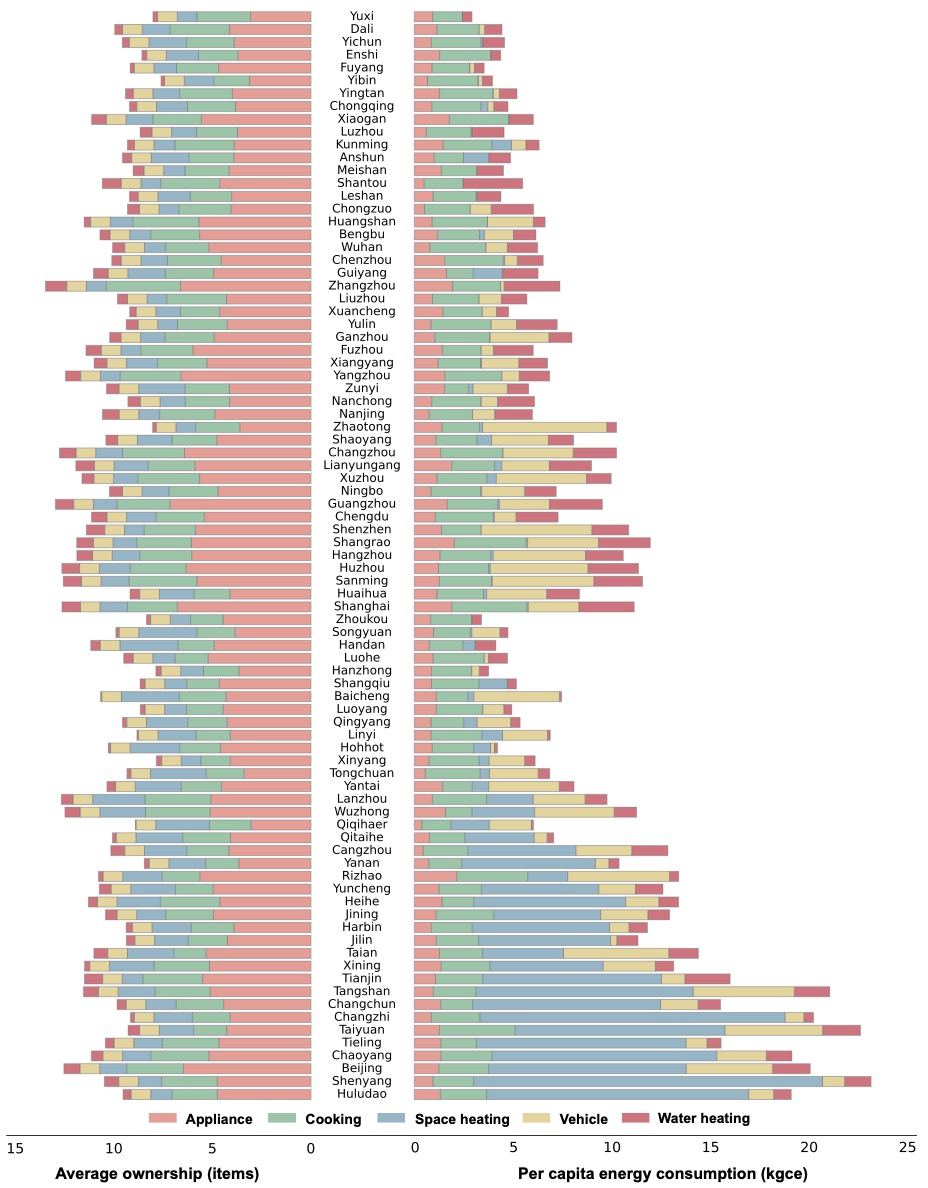 Yuxi
Dali
Yichun
Enshi
Fuyang
Yibin
Yingtan
Chongqing
Xiaogan
Luzhou
Kunming
Anshun
Meishan
Shantou
Leshan
Chongzuo
Huangshan
Bengbu
Wuhan
Chenzhou
Guiyang
Zhangzhou
Liuzhou
Xuancheng
Yulin
Ganzhou
Fuzhou
Xiangyang
Yangzhou
Zunyi
Nanchong
Nanjing
Zhaotong
Shaoyang
Changzhou
Lianyungang
Xuzhou
Ningbo
Guangzhou
Chengdu
Shenzhen
Shangrao
Hangzhou
Huzhou
Sanming
Huaihua
Shanghai
Zhoukou
Songyuan
Handan
Luohe
Hanzhong
Shangqiu
Baicheng
Luoyang
Qingyang
Linyi
Hohhot
Xinyang
Tongchuan
Yantai
Lanzhou
Wuzhong
Qiqihaer
Qitaihe
Cangzhou
Yanan
Rizhao
Yuncheng
Heihe
Jining
Harbin
Jilin
Taian
Xining
Tianjin
Tangshan
Changchun
Changzhi
Taiyuan
Tieling
Chaoyang
Beijing
Shenyang
Huludao
Appliance Cooking Space heating Vehicle Water heating
15 10 5 0 0 5 10 15 20 25
Average ownership (items) Per capita energy consumption (kgce)